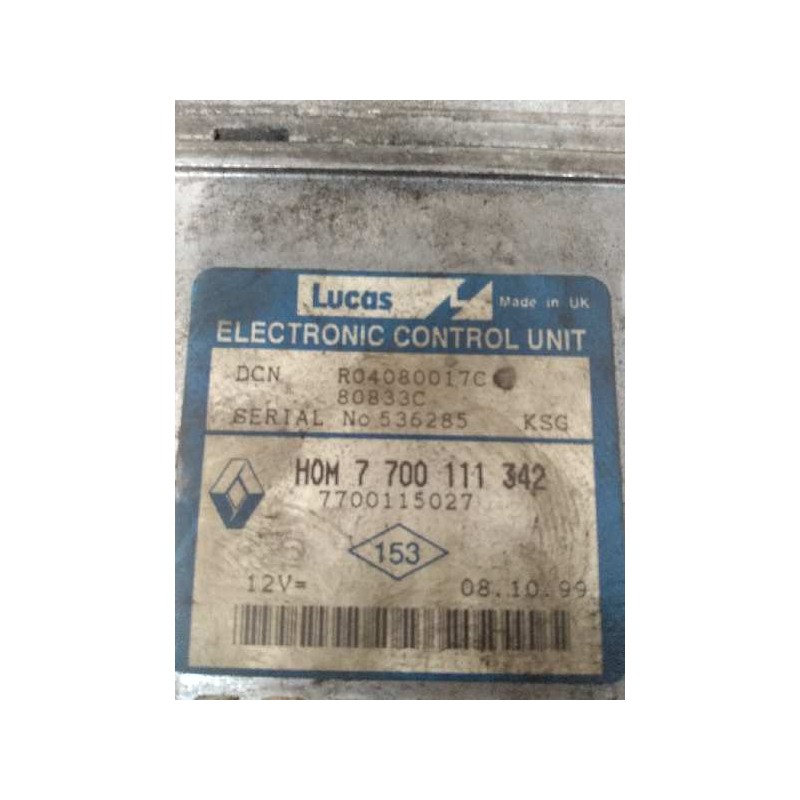 Lucas Made in UK
ELECTRONIC CONTROL UNIT
DCN R04080017C
80833C
SERIAL No 536285 KSG
HOM 7 700 111 342
7700115027
153
12V= 08.10.99